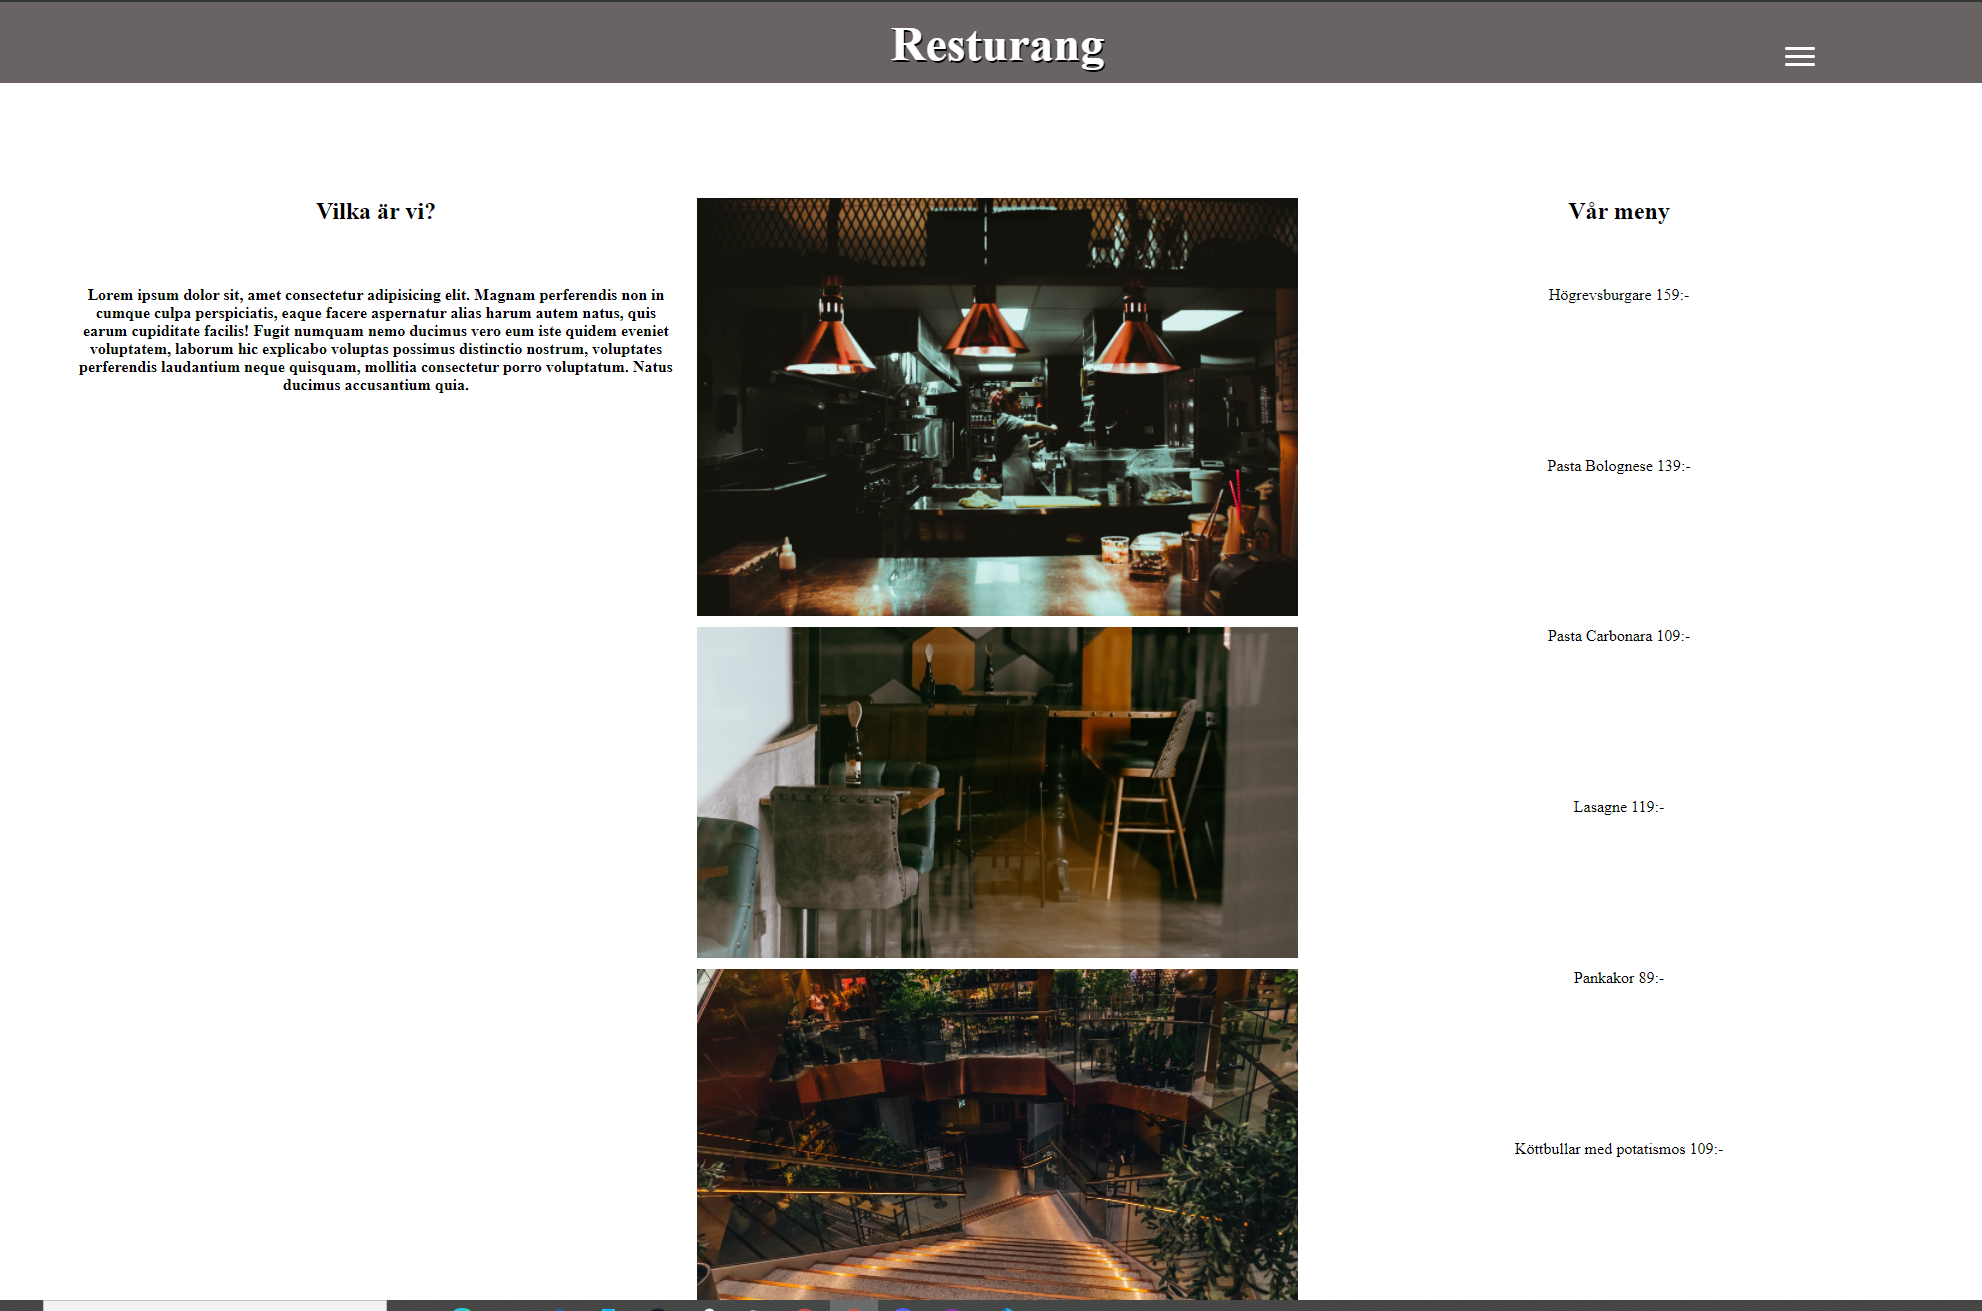 Resturang
Vilka är vi?
Lorem ipsum dolor sit, amet consectetur adipisicing elit. Magnam perferendis non in
cumque culpa perspiciatis, eaque facere aspernatur alias harum autem natus, quis
earum cupiditate facilis! Fugit numquam nemo ducimus vero eum iste quidem eveniet
voluptatem, laborum hic explicabo voluptas possimus distinctio nostrum, voluptates
perferendis laudantium neque quisquam, mollitia consectetur porro voluptatum. Natus
ducimus accusantium quia.
Vår meny
Högrevsburgare 159:-
Pasta Bolognese 139:-
Pasta Carbonara 109:-
Lasagne 119:-
Pankakor 89:-
Köttbullar med potatismos 109:-